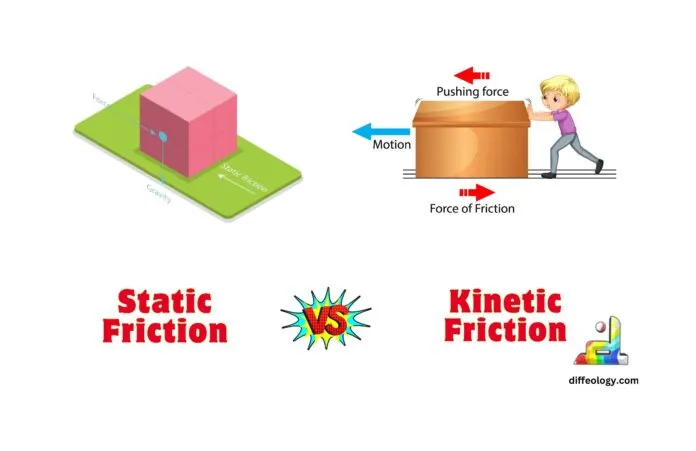 Force
Gravity
Static friction
Pushing force
Motion
Force of Friction
Static
Friction
VS
Kinetic
Friction
diffeology.com